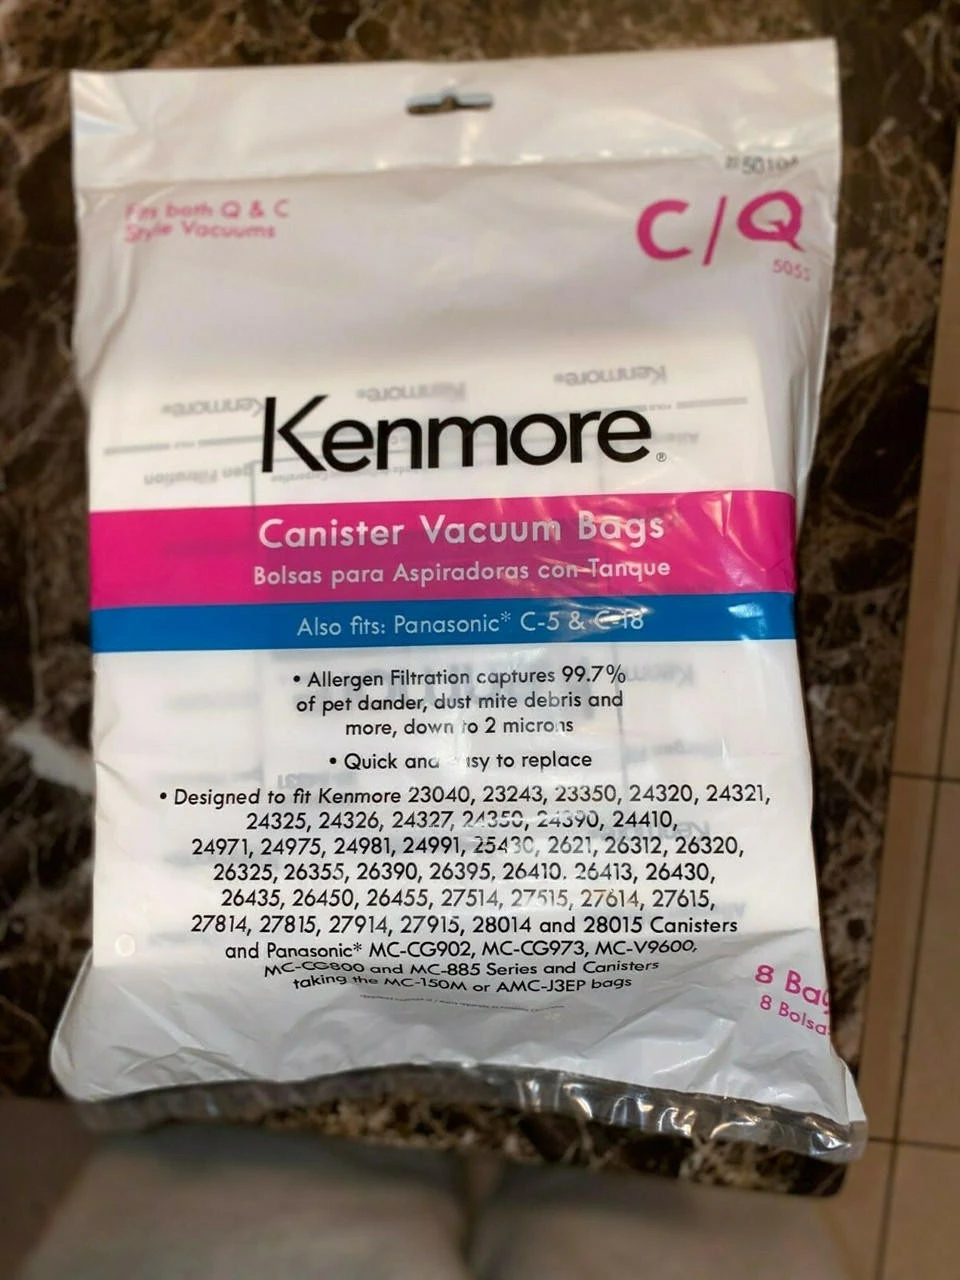 Fits both Q & C
Style Vacuums
C/Q
Kenmore®
Canister Vacuum Bags
Bolsas para Aspiradoras con Tanque
Also fits: Panasonic* C-5 & C-18
• Allergen Filtration captures 99.7%
of pet dander, dust mite debris and
more, down to 2 microns
• Quick and easy to replace
• Designed to fit Kenmore 23040, 23243, 23350, 24320, 24321,
24325, 24326, 24327, 24350, 24390, 24410,
24971, 24975, 24981, 24991, 25430, 2621, 26312, 26320,
26325, 26355, 26390, 26395, 26410. 26413, 26430,
26435, 26450, 26455, 27514, 27515, 27614, 27615,
27814, 27815, 27914, 27915, 28014 and 28015 Canisters
and Panasonic* MC-CG902, MC-CG973, MC-V9600,
MC-CG800 and MC-885 Series and Canisters
taking the MC-150M or AMC-J3EP bags
8 Bag
8 Bolsa